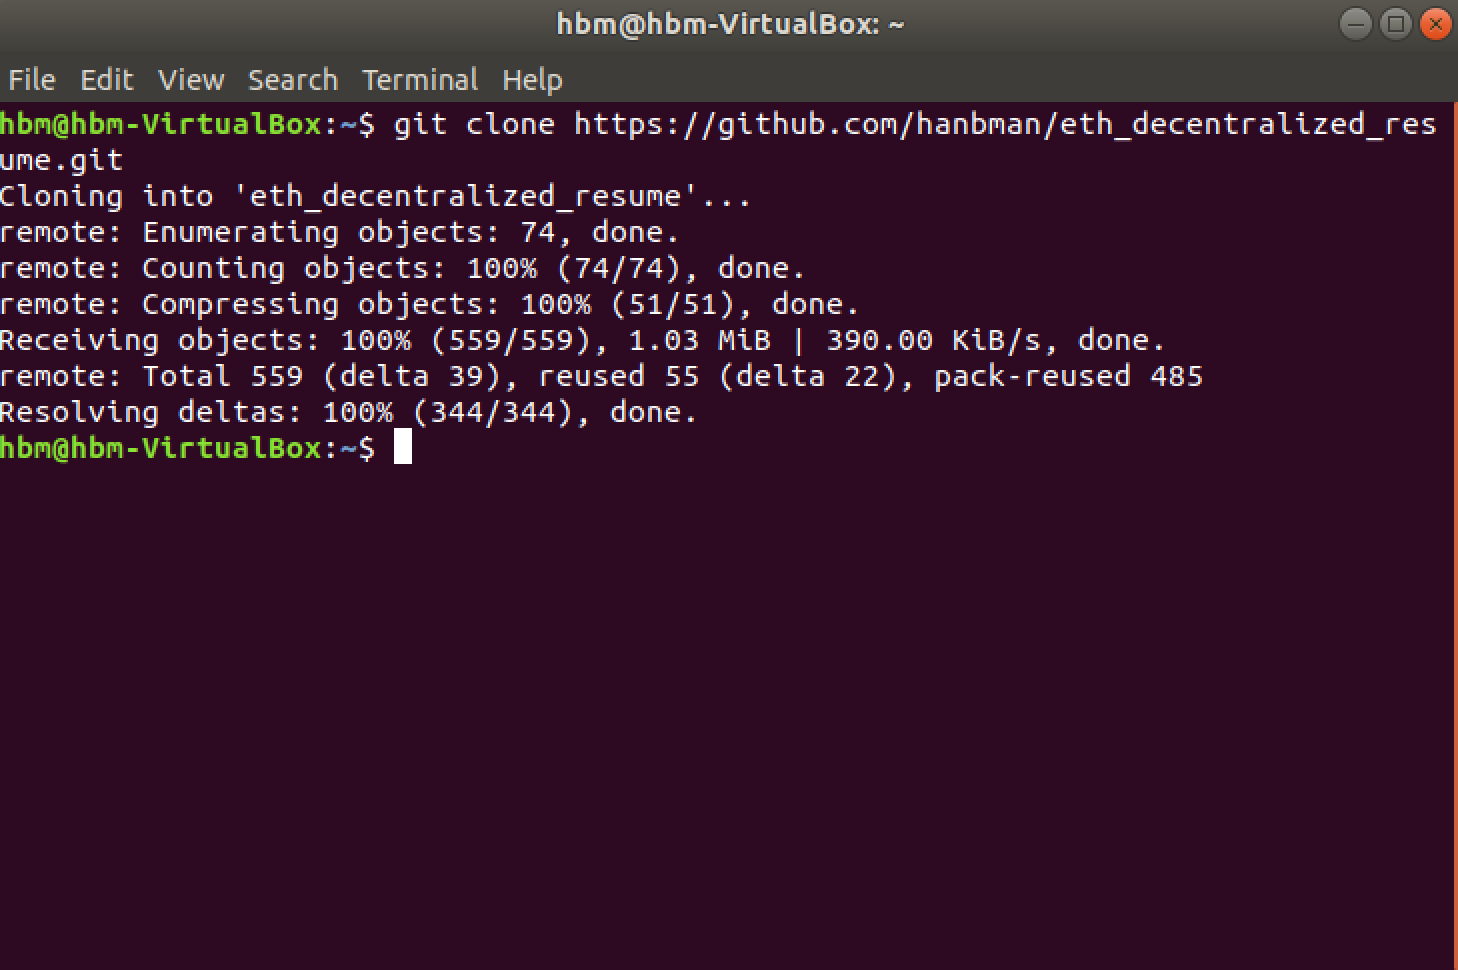 hbm@hbm-VirtualBox: ~
File Edit View Search Terminal Help
hbm@hbm-VirtualBox:~$ git clone https://github.com/hanbman/eth_decentralized_res
ume.git
Cloning into 'eth_decentralized_resume'...
remote: Enumerating objects: 74, done.
remote: Counting objects: 100% (74/74), done.
remote: Compressing objects: 100% (51/51), done.
Receiving objects: 100% (559/559), 1.03 MiB | 390.00 KiB/s, done.
remote: Total 559 (delta 39), reused 55 (delta 22), pack-reused 485
Resolving deltas: 100% (344/344), done.
hbm@hbm-VirtualBox:~$